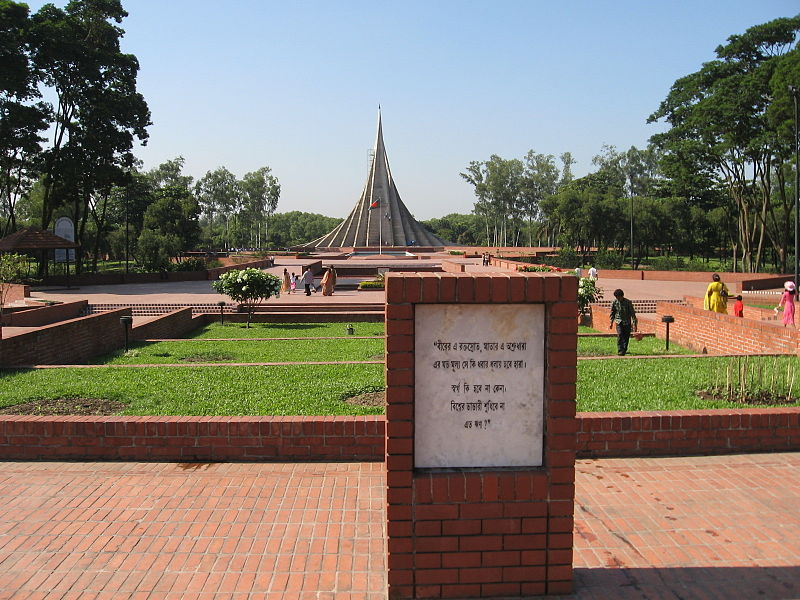 "বীরের এ রক্তস্রোত, মাতার এ অশ্রুধারা
এর যত মূল্য সে কি ধরার ধূলায় হবে হারা।
স্বর্গ কি হবে না কেনা।
বিশ্বের ভান্ডারী শুধিবে না
এত ঋণ ?"